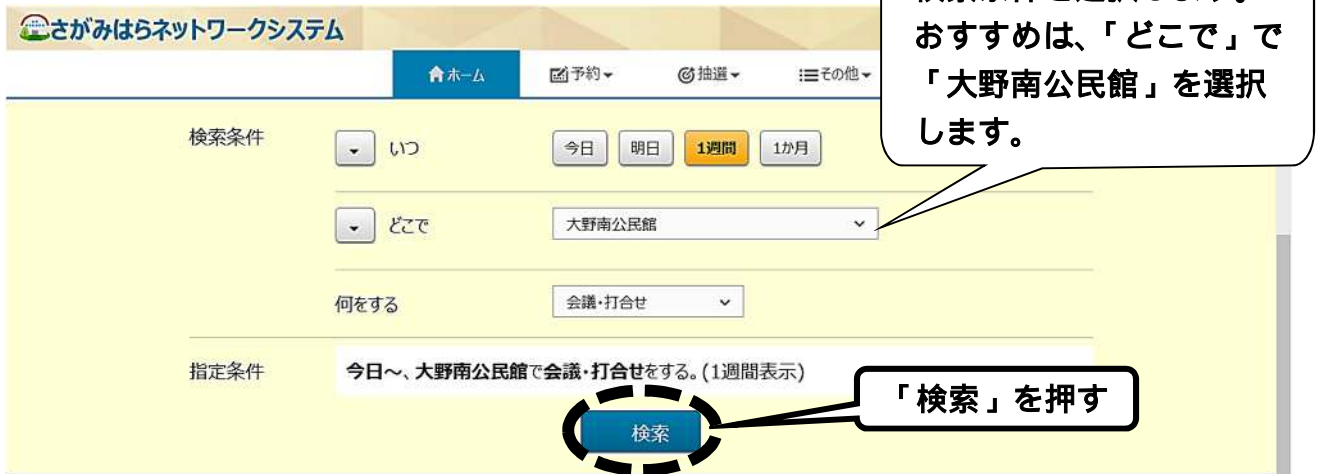 さがみはらネットワークシステム
おすすめは、「どこで」で
「大野南公民館」を選択
します。
ホーム 予約 抽選 その他
検索条件 いつ 今日 明日 1週間 1か月
どこで 大野南公民館
何をする 会議・打合せ
指定条件 今日～、大野南公民館で会議・打合せをする。(1週間表示)
「検索」を押す
検索